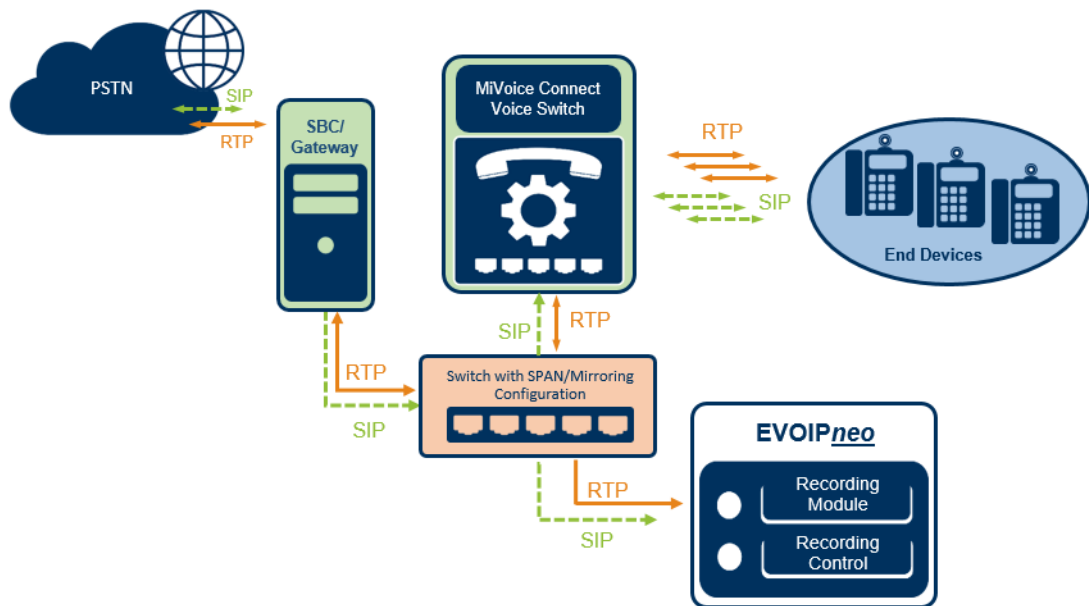 PSTN
SIP
RTP
SBC/
Gateway
MiVoice Connect
Voice Switch
RTP
SIP
End Devices
SIP
RTP
RTP
SIP
Switch with SPAN/Mirroring
Configuration
EVOIPneo
RTP
SIP
Recording
Module
Recording
Control